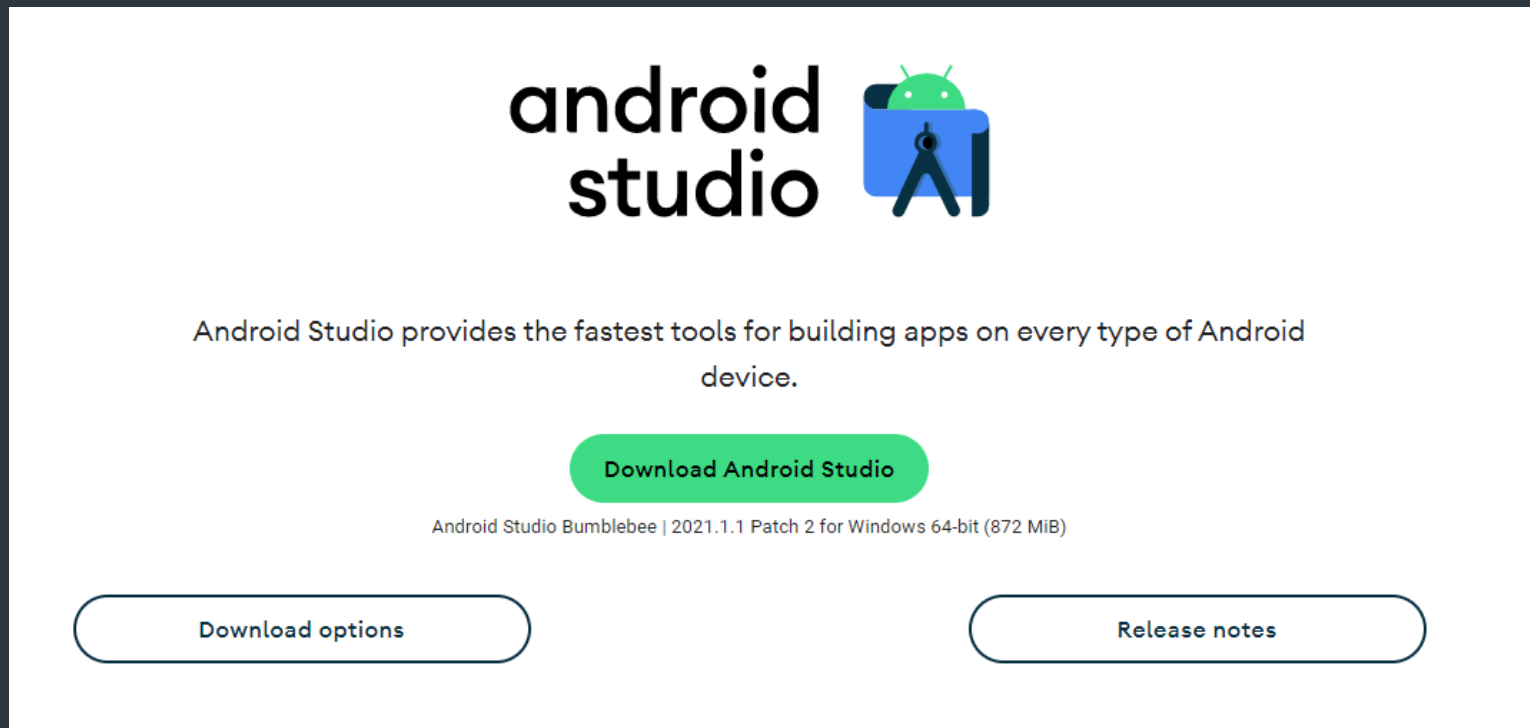 android
studio
Android Studio provides the fastest tools for building apps on every type of Android
device.
Download Android Studio
Android Studio Bumblebee | 2021.1.1 Patch 2 for Windows 64-bit (872 MiB)
Download options
Release notes